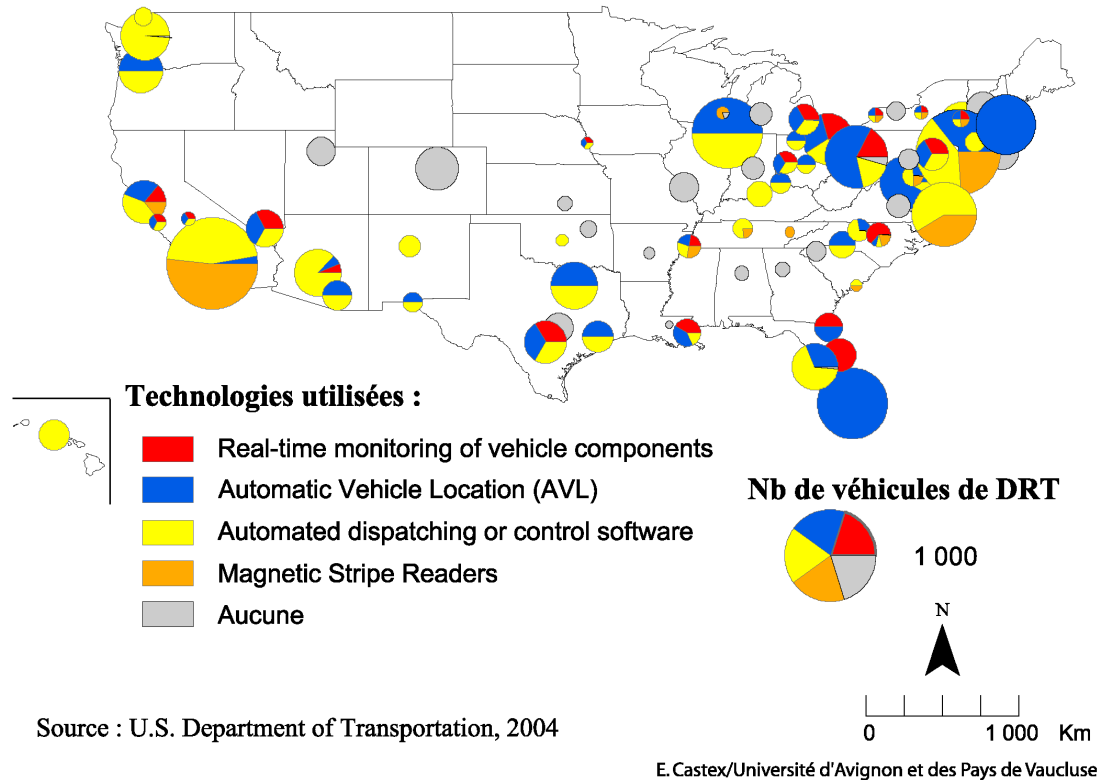 Technologies utilisées :
Real-time monitoring of vehicle components
Automatic Vehicle Location (AVL)
Automated dispatching or control software
Magnetic Stripe Readers
Aucune
Nb de véhicules de DRT
1 000
N
0 1 000 Km
Source : U.S. Department of Transportation, 2004
E. Castex/Université d'Avignon et des Pays de Vaucluse